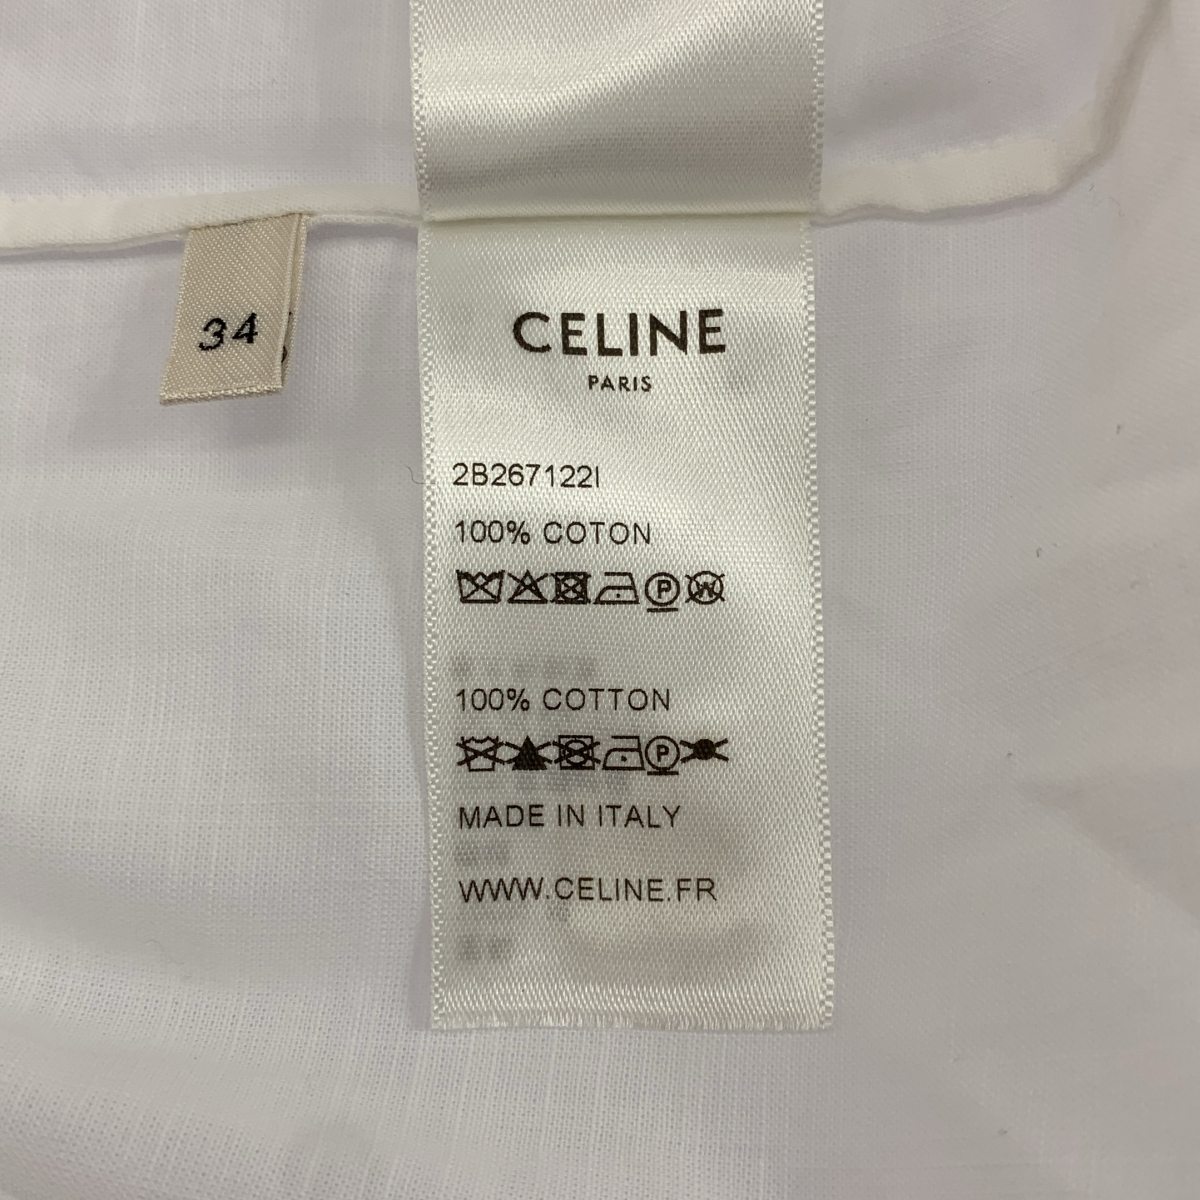 34
CELINE
PARIS
2B267122I
100% COTON
P W
100% COTTON
P
MADE IN ITALY
WWW.CELINE.FR